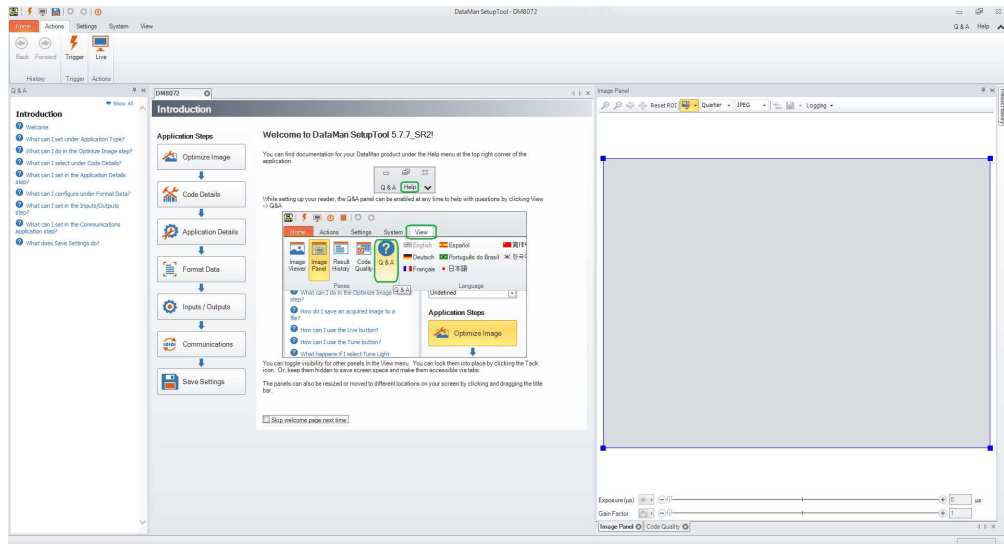 DataMan SetupTool - DM8072
Home Actions Settings System View
Q & A Help
Back Forward Trigger Live
History Trigger Actions
Q & A
Show All
Introduction
Welcome
What can I set under Application Type?
What can I do in the Optimize Image step?
What can I select under Code Details?
What can I set in the Application Details
step?
What can I configure under Format Data?
What can I set in the Inputs/Outputs
step?
What can I set in the Communications
application step?
What does Save Settings do?
DM8072
Introduction
Application Steps
Optimize Image
Code Details
Application Details
Format Data
Inputs / Outputs
Communications
Save Settings
Welcome to DataMan SetupTool 5.7.7_SR2!
You can find documentation for your DataMan product under the Help menu at the top right corner of the
application.
Q & A Help
While setting up your reader, the Q&A panel can be enabled at any time to help with questions by clicking View
-> Q&A
Home Actions Settings System View
Image
Viewer
Image
Panel
Result
History
Code
Quality
Q & A
English Español
Deutsch Português do Brasil
Français 日本語
Panes Language
Q & A
What can I do in the Optimize Image
step?
How do I save an acquired image to a
file?
How can I use the Live button?
How can I use the Tune button?
What happens if I select Tune Light
Undefined
Application Steps
Optimize Image
You can toggle visibility for other panels in the View menu. You can lock them into place by clicking the Tack
icon. Or, keep them hidden to save screen space and make them accessible via tabs.
The panels can also be resized or moved to different locations on your screen by clicking and dragging the title
bar.
Skip welcome page next time
Image Panel
Reset ROI Quarter JPEG Logging
Result History
Exposure (µs) 0 µs
Gain Factor 1
Image Panel Code Quality